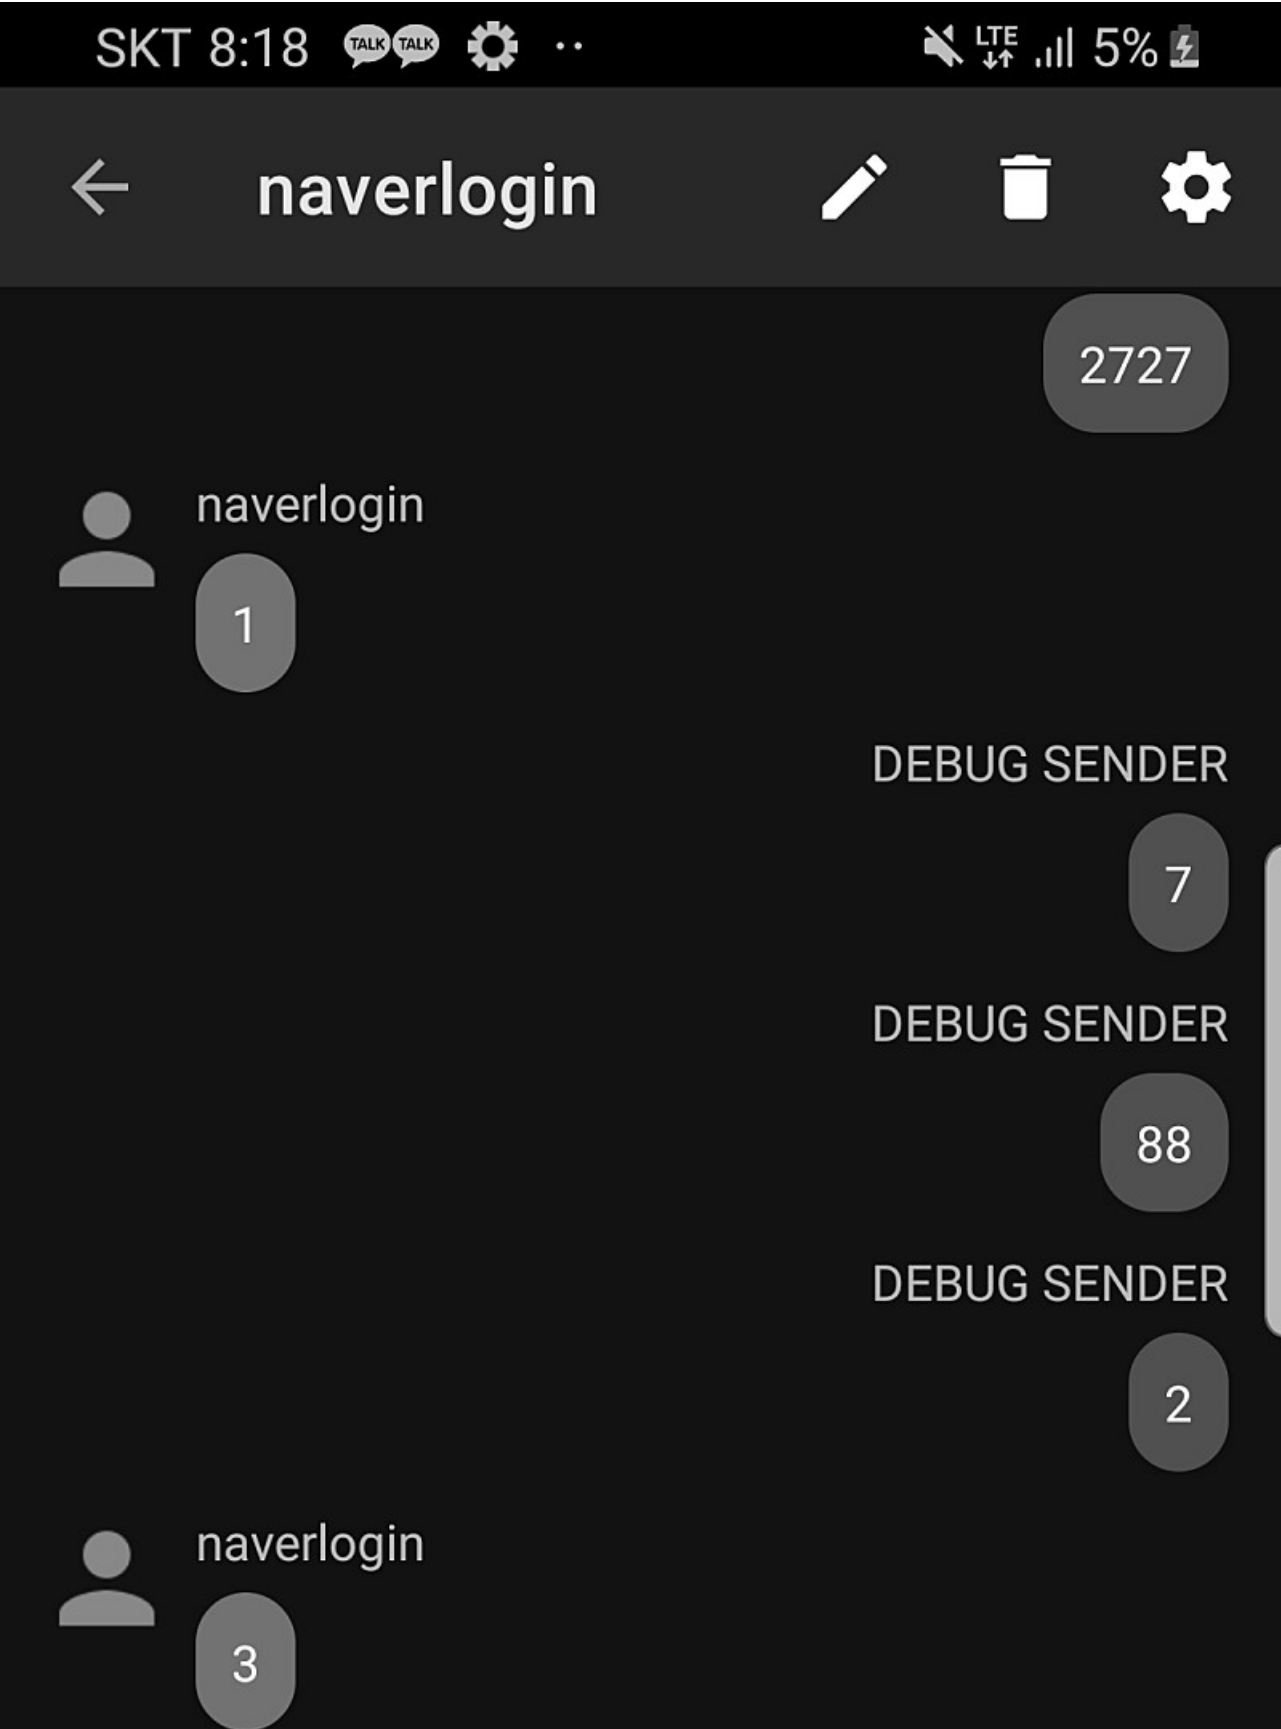 SKT 8:18 TALK TALK LTE 5%
naverlogin
2727
naverlogin
1
DEBUG SENDER
7
DEBUG SENDER
88
DEBUG SENDER
2
naverlogin
3